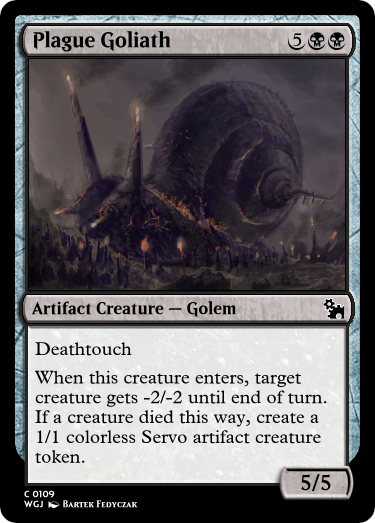 Plague Goliath 5
Artifact Creature — Golem
Deathtouch
When this creature enters, target
creature gets -2/-2 until end of turn.
If a creature died this way, create a
1/1 colorless Servo artifact creature
token.
5/5
C 0109
WGJ Bartek Fedyczak